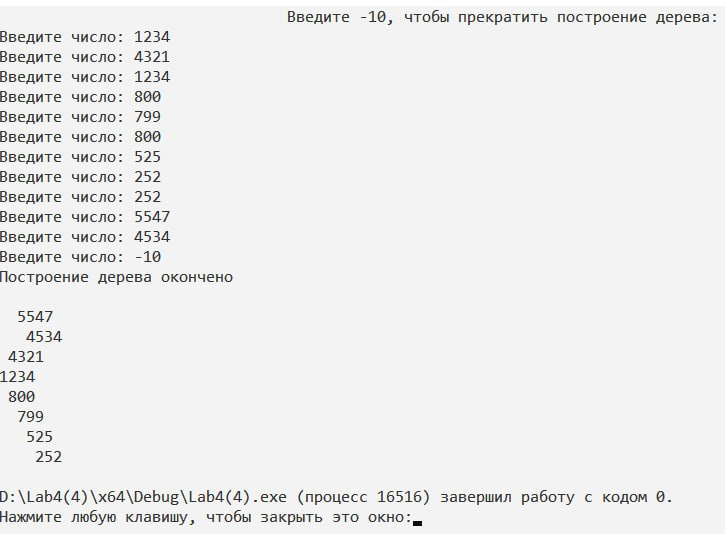 Введите -10, чтобы прекратить построение дерева:
Введите число: 1234
Введите число: 4321
Введите число: 1234
Введите число: 800
Введите число: 799
Введите число: 800
Введите число: 525
Введите число: 252
Введите число: 252
Введите число: 5547
Введите число: 4534
Введите число: -10
Построение дерева окончено
5547
4534
4321
1234
800
799
525
252
D:\Lab4(4)\x64\Debug\Lab4(4).exe (процесс 16516) завершил работу с кодом 0.
Нажмите любую клавишу, чтобы закрыть это окно: